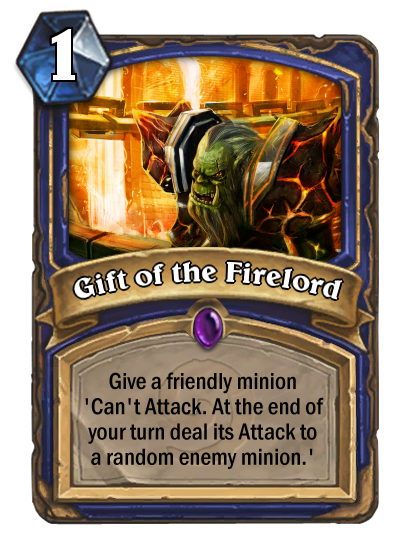 1
Gift of the Firelord
Give a friendly minion
'Can't Attack. At the end of
your turn deal its Attack to
a random enemy minion.'